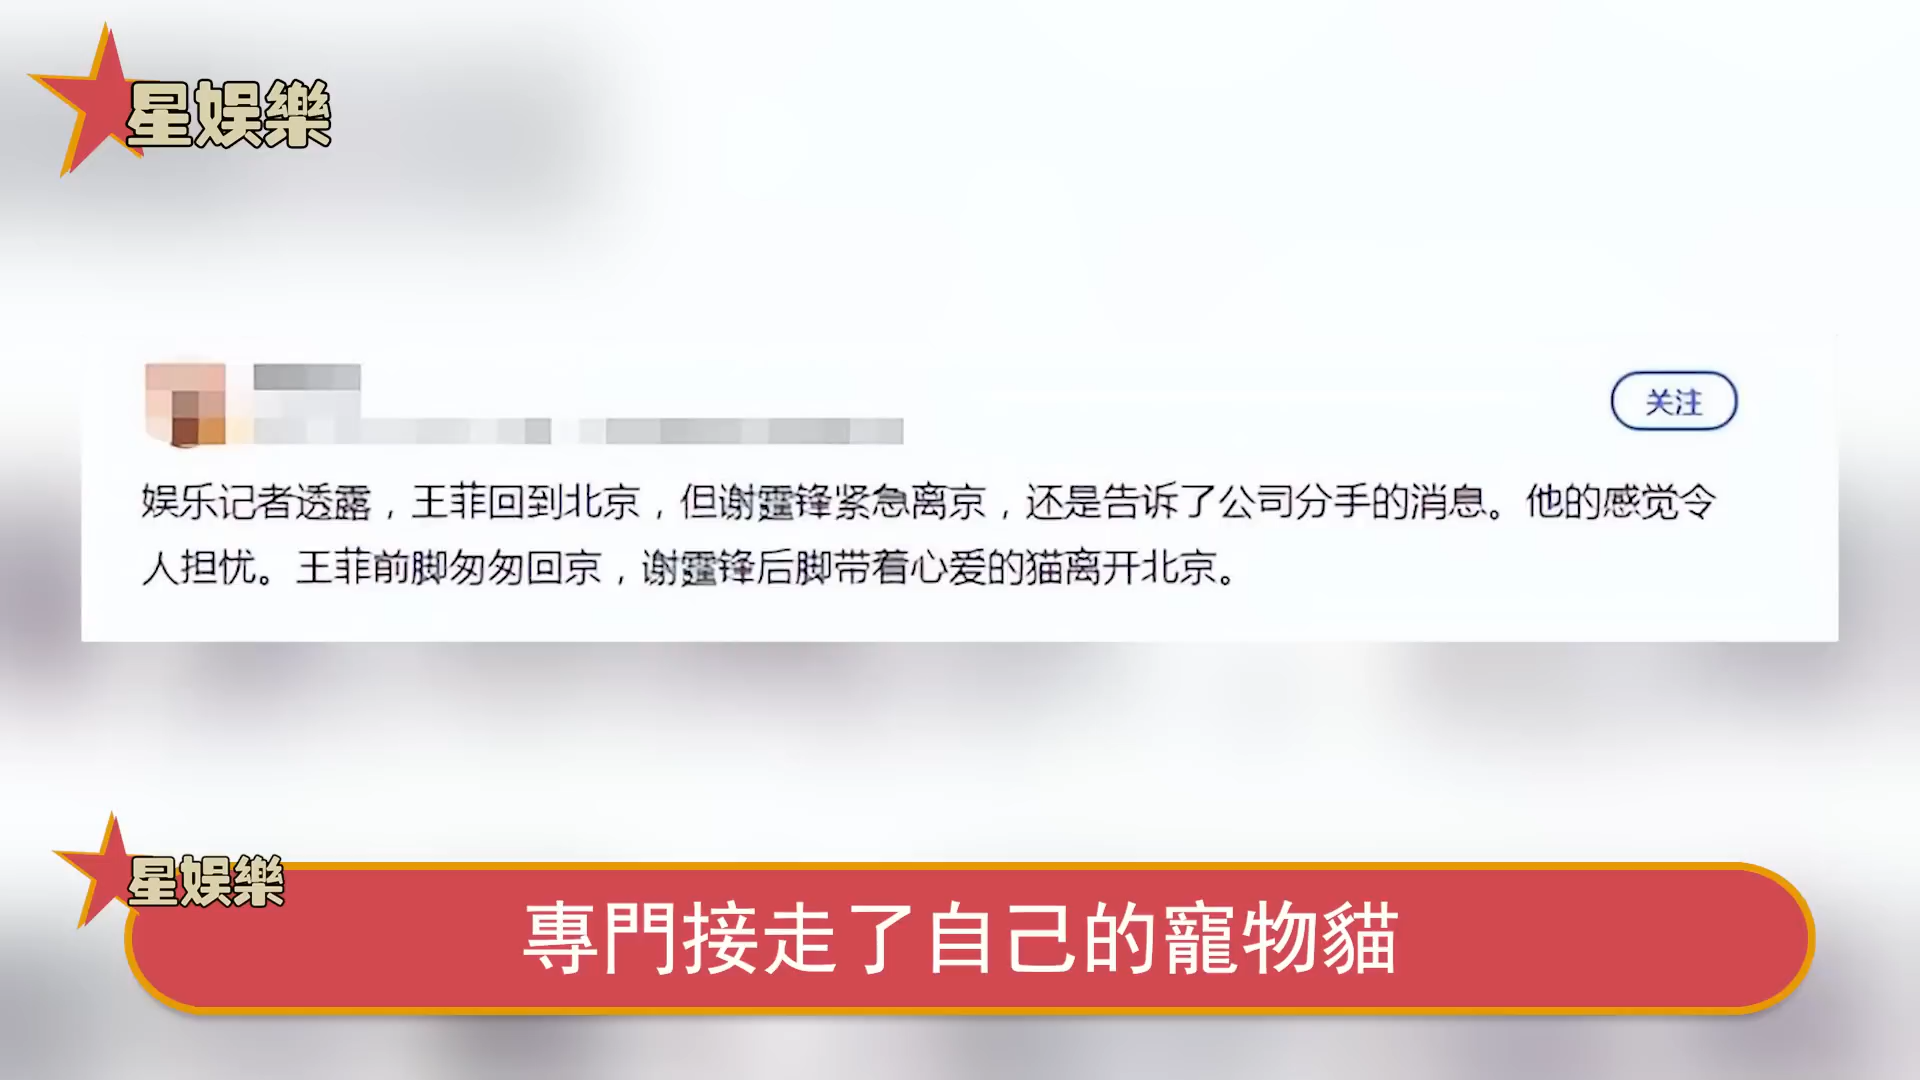 星娱樂
关注
娱乐记者透露，王菲回到北京，但谢霆锋紧急离京，还是告诉了公司分手的消息。他的感觉令
人担忧。王菲前脚匆匆回京，谢霆锋后脚带着心爱的猫离开北京。
星娱樂
專門接走了自己的寵物貓